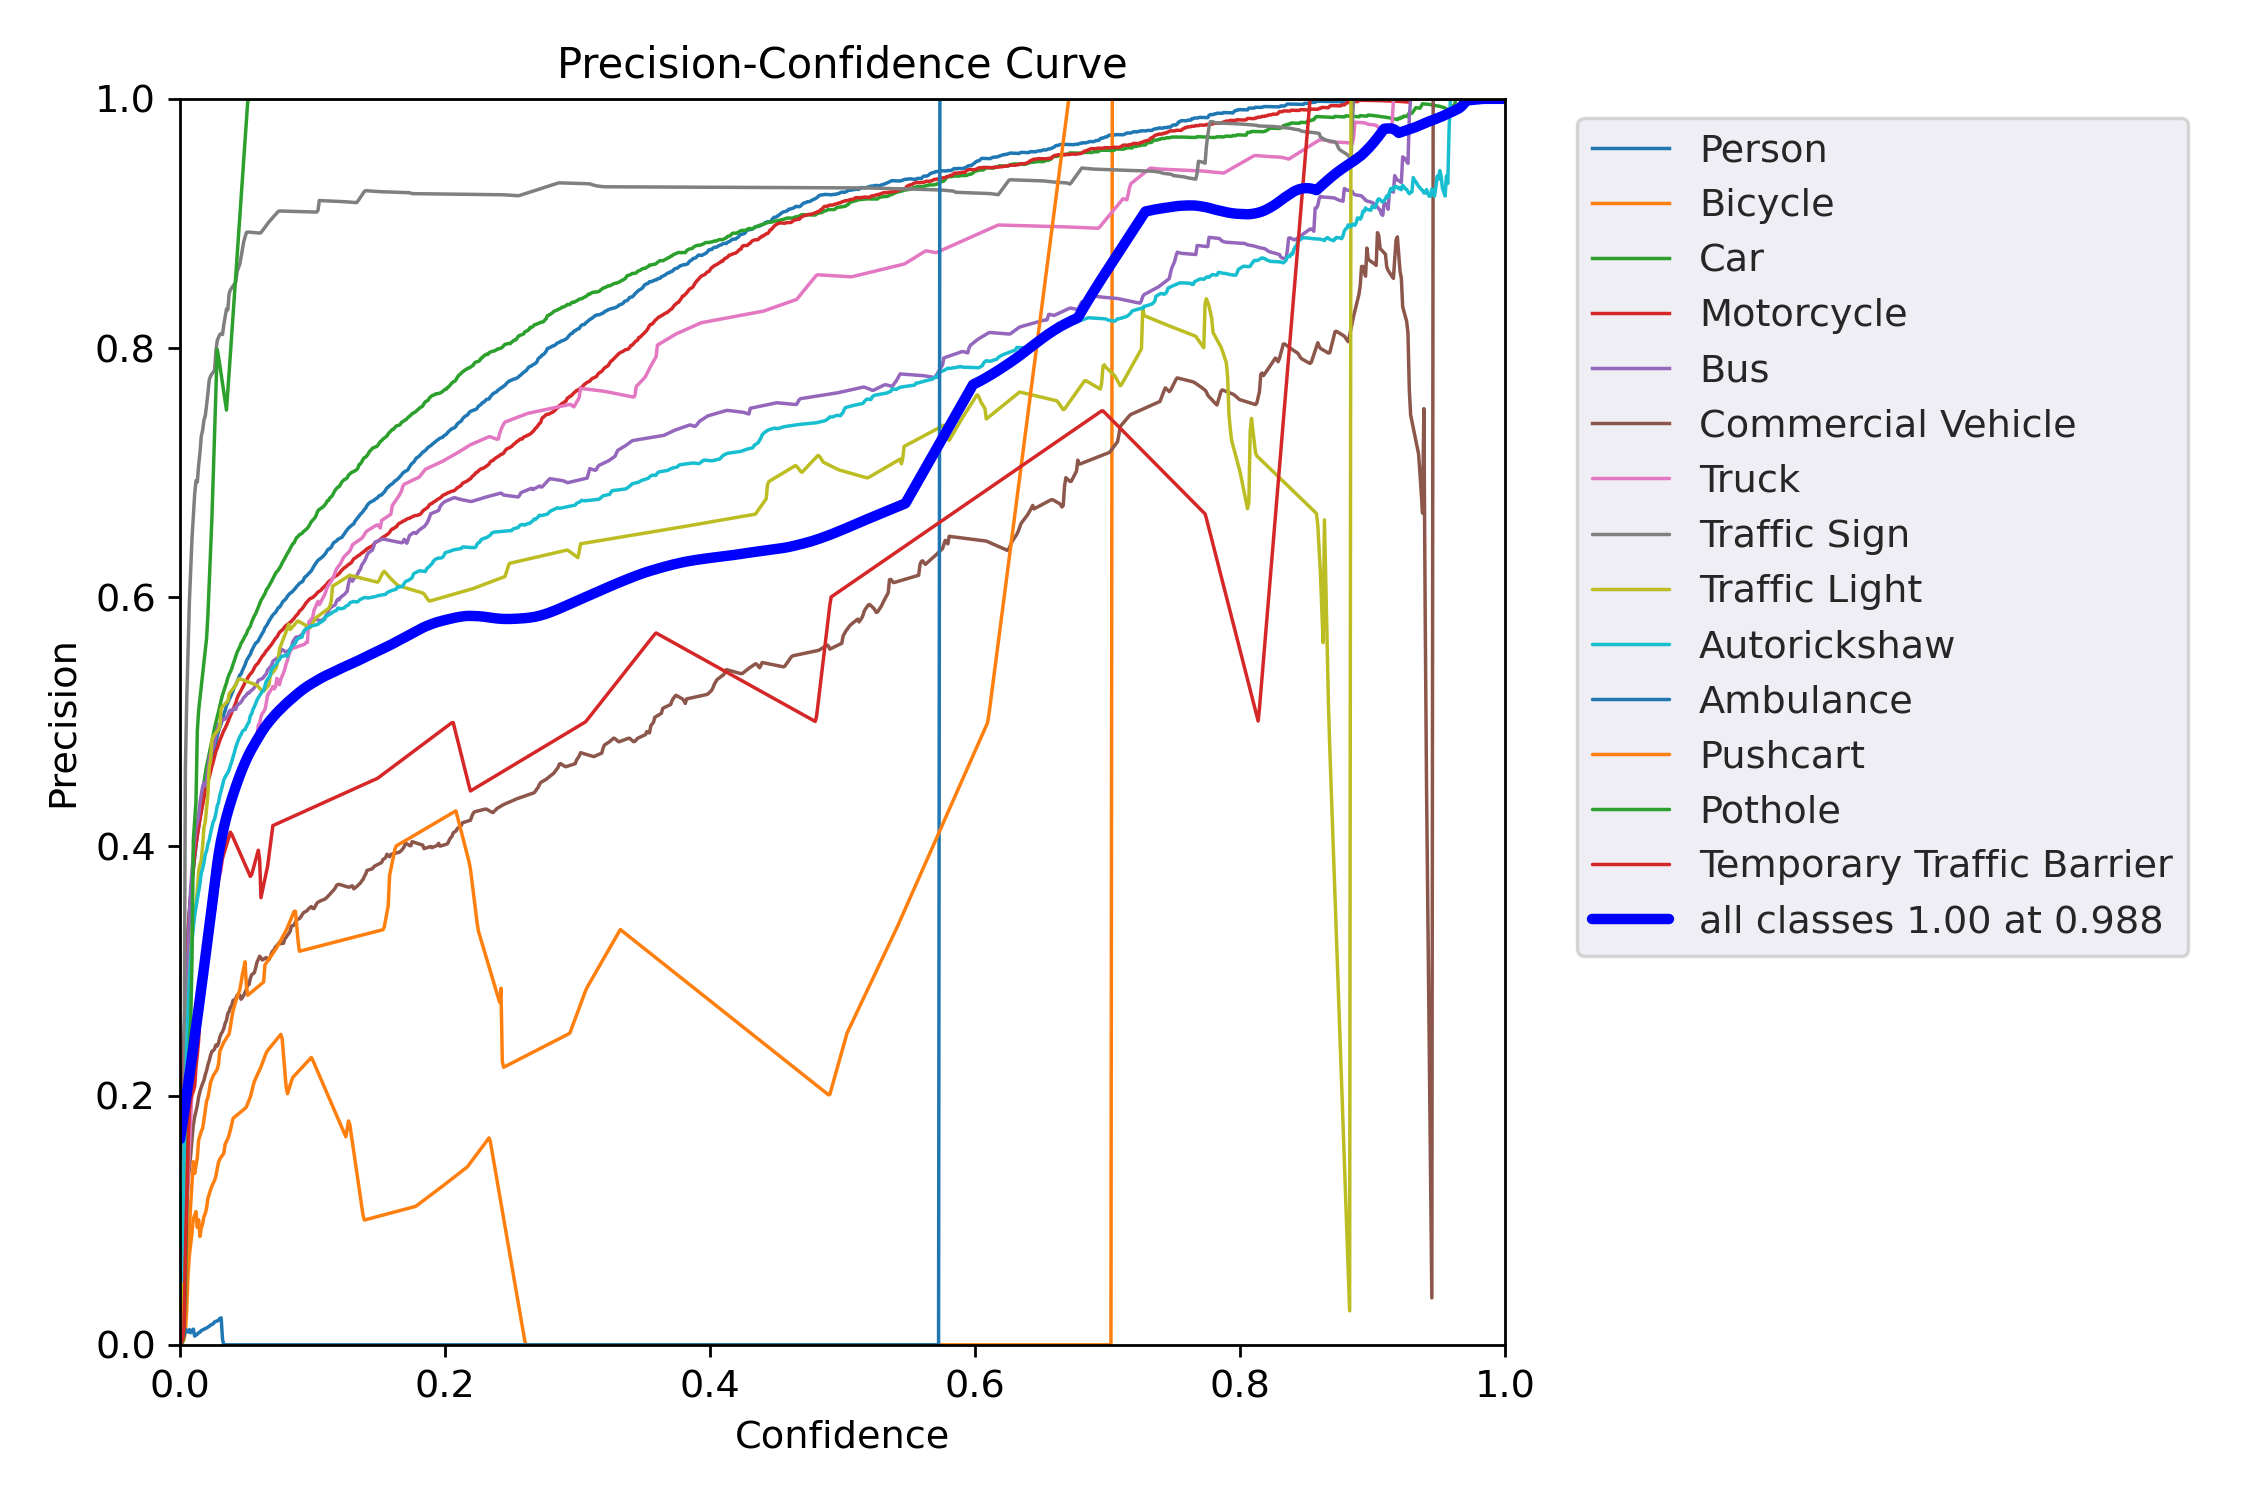 Precision-Confidence Curve
1.0
0.8
0.6
0.4
0.2
0.0
Precision
0.0 0.2 0.4 0.6 0.8 1.0
Confidence
Person
Bicycle
Car
Motorcycle
Bus
Commercial Vehicle
Truck
Traffic Sign
Traffic Light
Autorickshaw
Ambulance
Pushcart
Pothole
Temporary Traffic Barrier
all classes 1.00 at 0.988